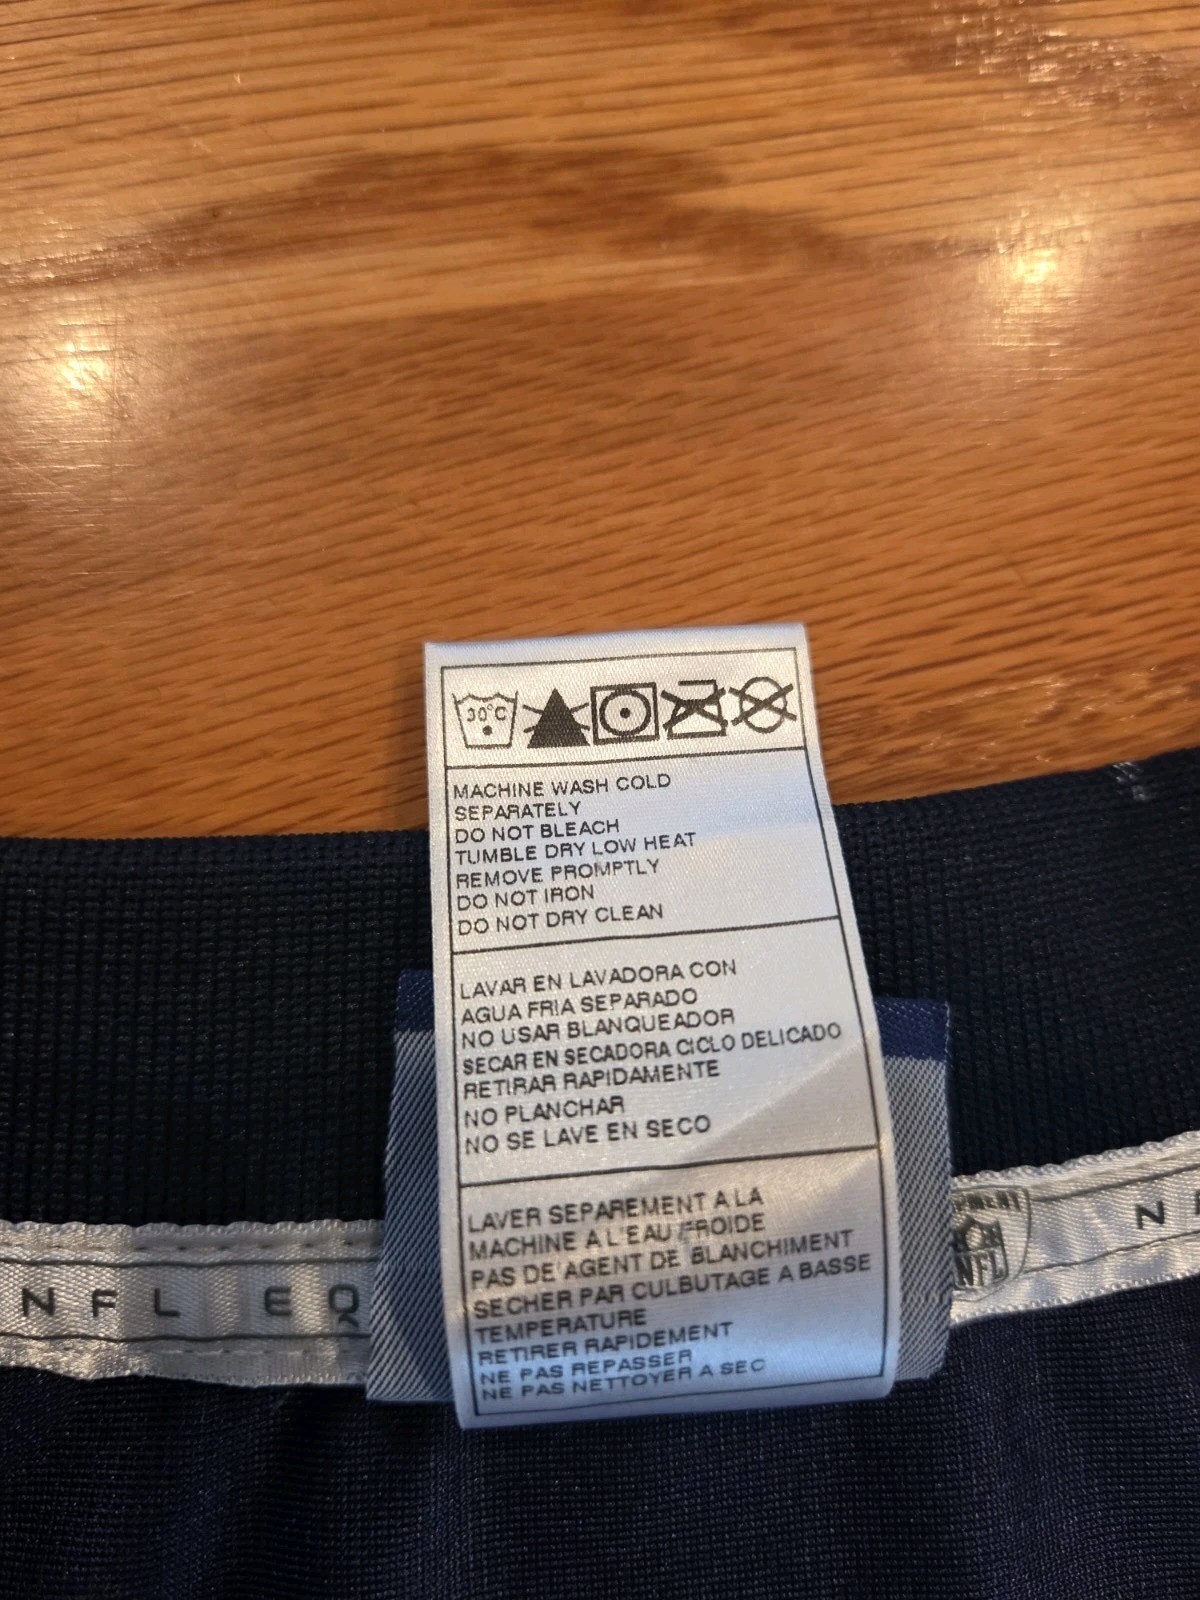 30°C
MACHINE WASH COLD
SEPARATELY
DO NOT BLEACH
TUMBLE DRY LOW HEAT
REMOVE PROMPTLY
DO NOT IRON
DO NOT DRY CLEAN
LAVAR EN LAVADORA CON
AGUA FRIA SEPARADO
NO USAR BLANQUEADOR
SECAR EN SECADORA CICLO DELICADO
RETIRAR RAPIDAMENTE
NO PLANCHAR
NO SE LAVE EN SECO
LAVER SEPAREMENT A LA
MACHINE A L'EAU FROIDE
PAS DE'AGENT DE BLANCHIMENT
SECHER PAR CULBUTAGE A BASSE
TEMPERATURE
RETIRER RAPIDEMENT
NE PAS REPASSER
NE PAS NETTOYER A SEC
NFL EQ
NFL
N